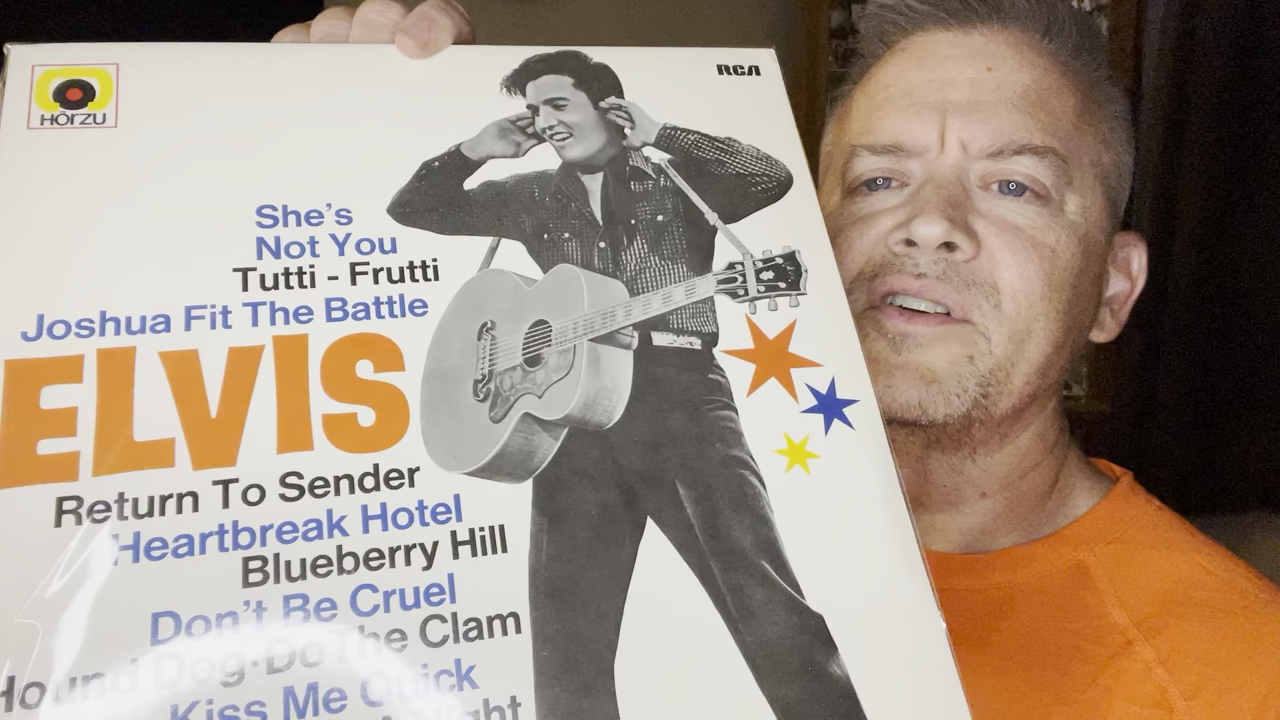 HÖRZU
RCA
She's
Not You
Tutti - Frutti
Joshua Fit The Battle
ELVIS
Return To Sender
Heartbreak Hotel
Blueberry Hill
Don't Be Cruel
Hound Dog·Do The Clam
Kiss Me Quick